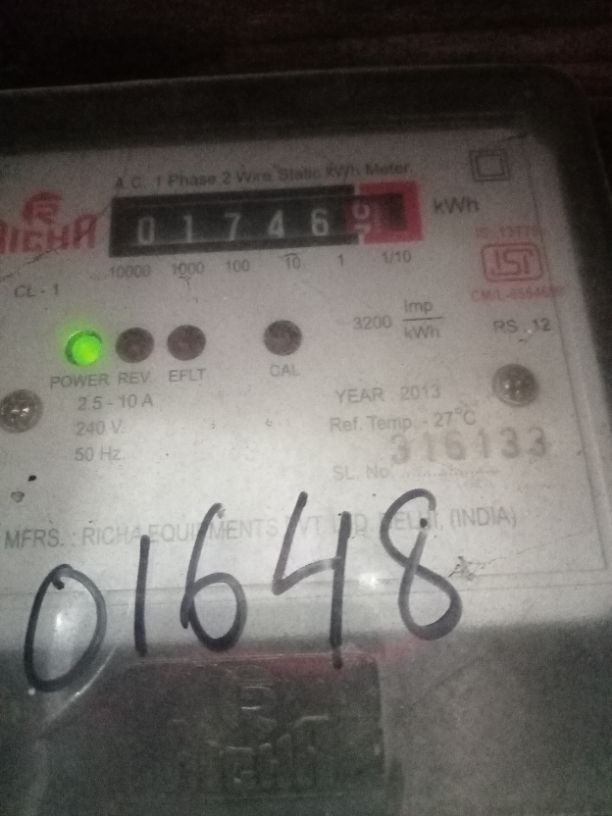 A.C. 1 Phase 2 Wire Static kWh Meter.
RICHA
01746
kWh
10000 1000 100 10 1 1/10
CL - 1
ISI
3200 Imp/kWh
RS. 12
POWER REV EFLT CAL
2.5 - 10 A
240 V.
50 Hz.
YEAR 2013
Ref. Temp. - 27°C
SL. No. 316133
MFRS. : RICHA EQUIPMENTS PVT. LTD. DELHI, (INDIA)
01648
RICHA